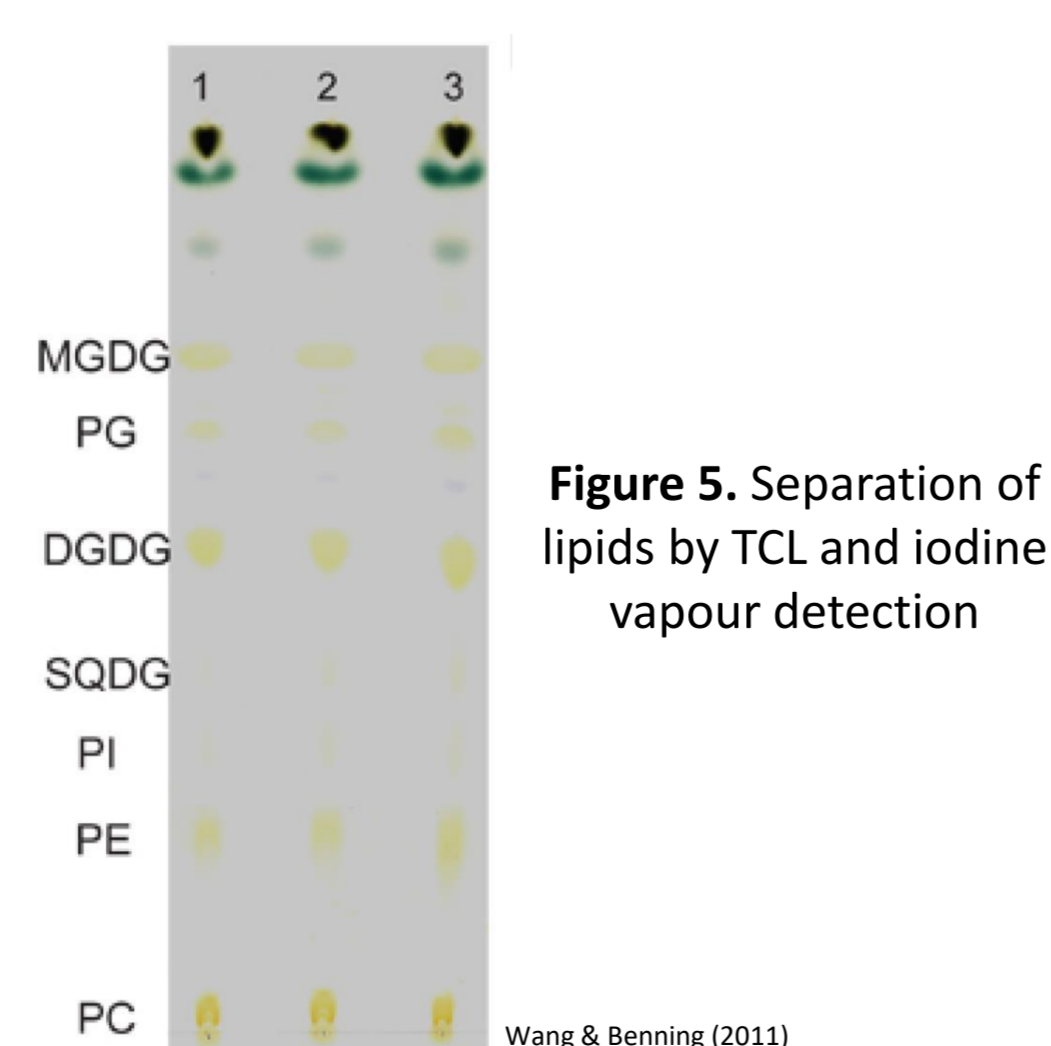 1 2 3
MGDG
PG
DGDG
SQDG
PI
PE
PC
Figure 5. Separation of
lipids by TCL and iodine
vapour detection
Wang & Benning (2011)